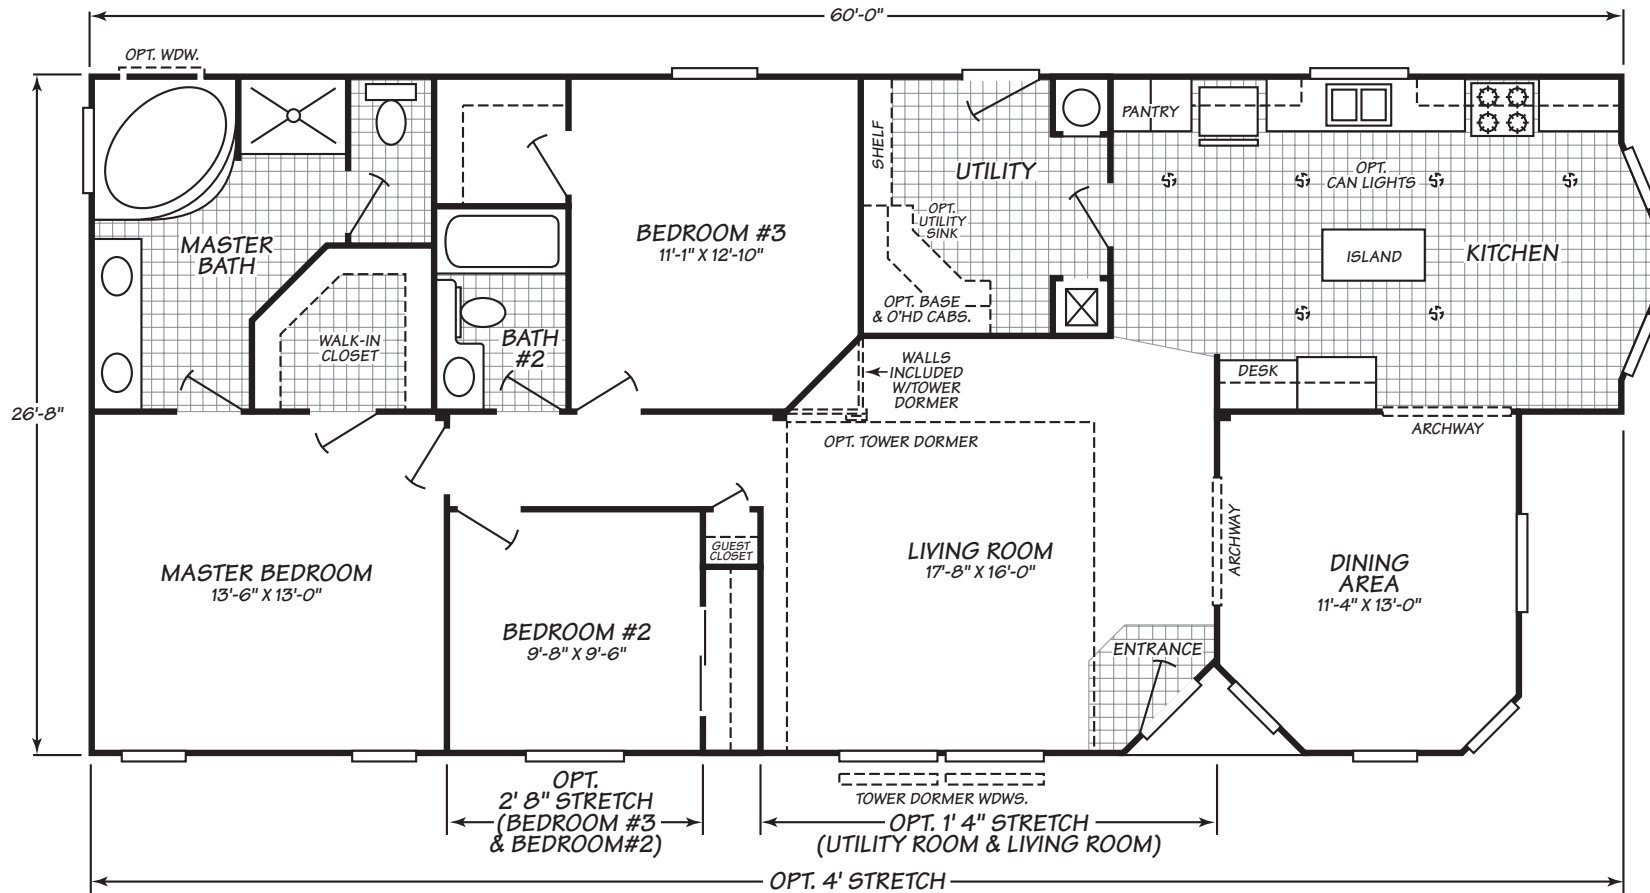 60'-0"
OPT. WDW.
PANTRY
SHELF
UTILITY
OPT.
CAN LIGHTS
OPT.
UTILITY
SINK
MASTER
BATH
BEDROOM #3
11'-1" X 12'-10"
ISLAND
KITCHEN
OPT. BASE
& O'HD CABS.
WALK-IN
CLOSET
BATH
#2
WALLS
INCLUDED
W/TOWER
DORMER
DESK
26'-8"
OPT. TOWER DORMER
ARCHWAY
ARCHWAY
GUEST
CLOSET
LIVING ROOM
17'-8" X 16'-0"
MASTER BEDROOM
13'-6" X 13'-0"
DINING
AREA
11'-4" X 13'-0"
BEDROOM #2
9'-8" X 9'-6"
ENTRANCE
OPT.
2' 8" STRETCH
(BEDROOM #3
& BEDROOM#2)
TOWER DORMER WDWS.
OPT. 1' 4" STRETCH
(UTILITY ROOM & LIVING ROOM)
OPT. 4' STRETCH